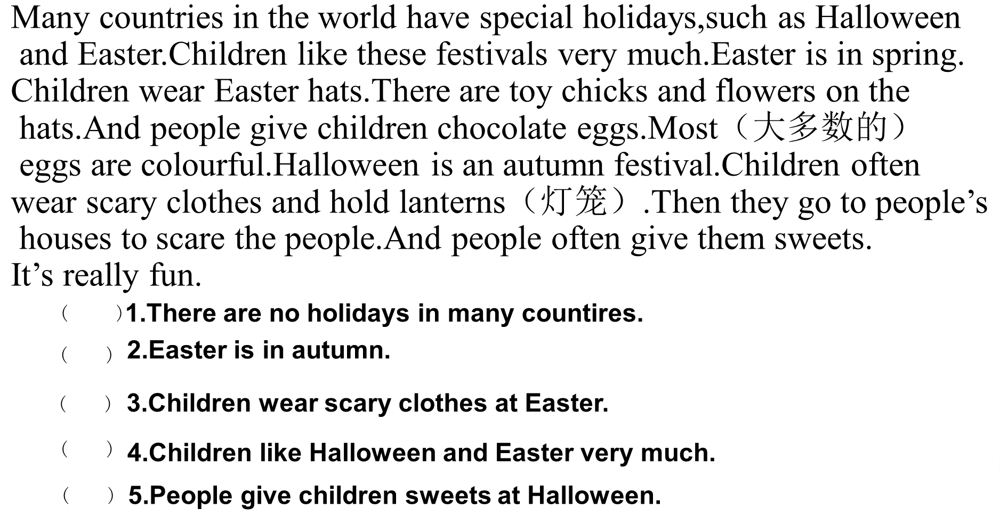 Many countries in the world have special holidays,such as Halloween
and Easter.Children like these festivals very much.Easter is in spring.
Children wear Easter hats.There are toy chicks and flowers on the
hats.And people give children chocolate eggs.Most（大多数的）
eggs are colourful.Halloween is an autumn festival.Children often
wear scary clothes and hold lanterns（灯笼）.Then they go to people’s
houses to scare the people.And people often give them sweets.
It’s really fun.
（ ）1.There are no holidays in many countires.
（ ）2.Easter is in autumn.
（ ）3.Children wear scary clothes at Easter.
（ ）4.Children like Halloween and Easter very much.
（ ）5.People give children sweets at Halloween.